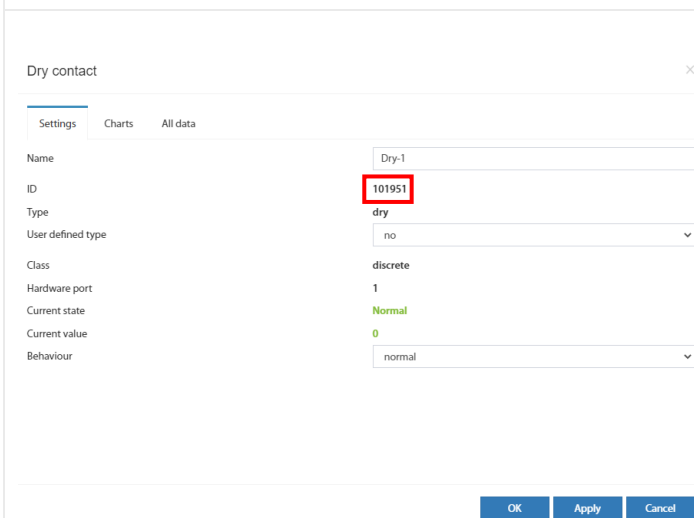 Dry contact
Settings Charts All data
Name Dry-1
ID 101951
Type dry
User defined type no
Class discrete
Hardware port 1
Current state Normal
Current value 0
Behaviour normal
OK Apply Cancel